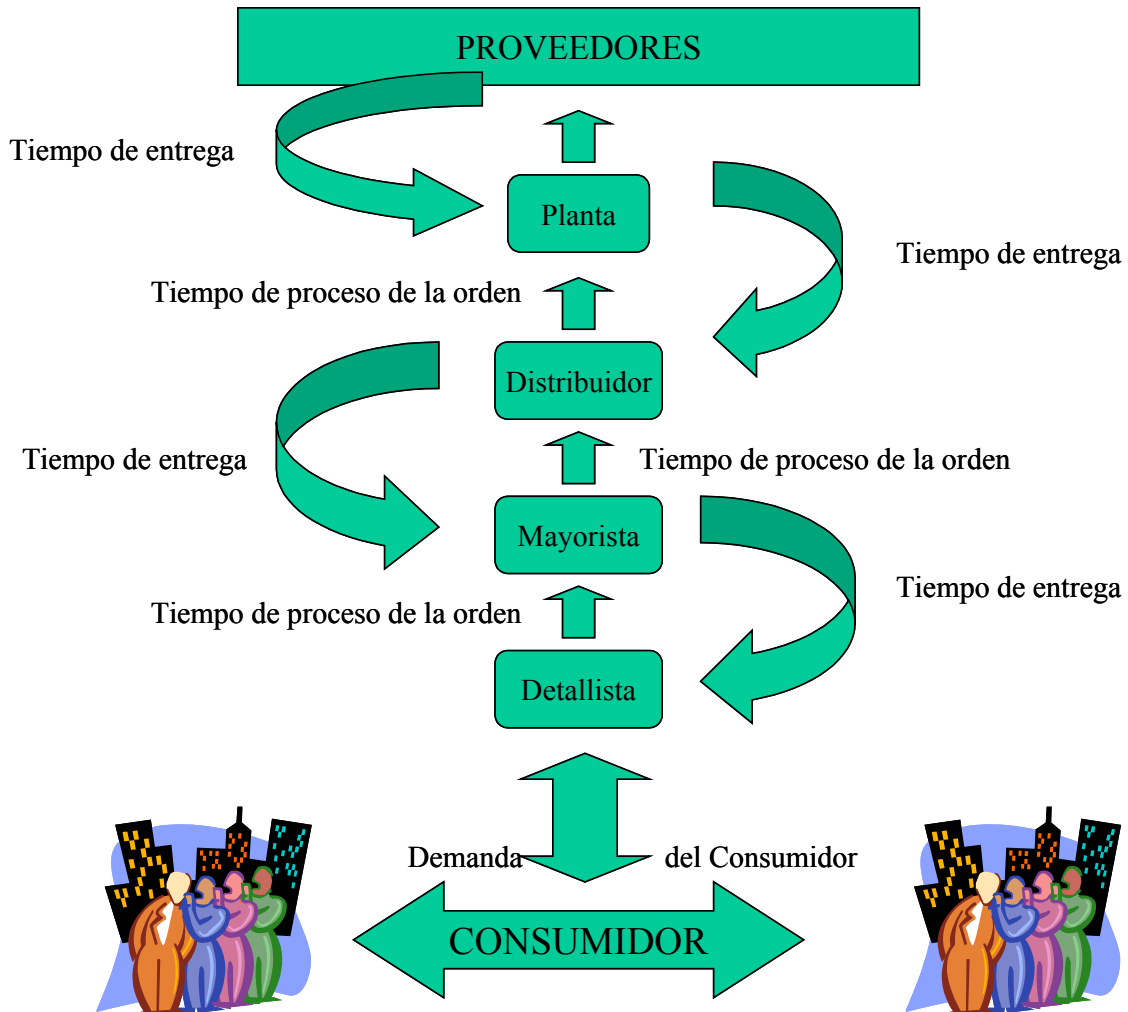 PROVEEDORES
Tiempo de entrega
Planta
Tiempo de entrega
Tiempo de proceso de la orden
Distribuidor
Tiempo de entrega
Tiempo de proceso de la orden
Mayorista
Tiempo de entrega
Tiempo de proceso de la orden
Detallista
Demanda del Consumidor
CONSUMIDOR